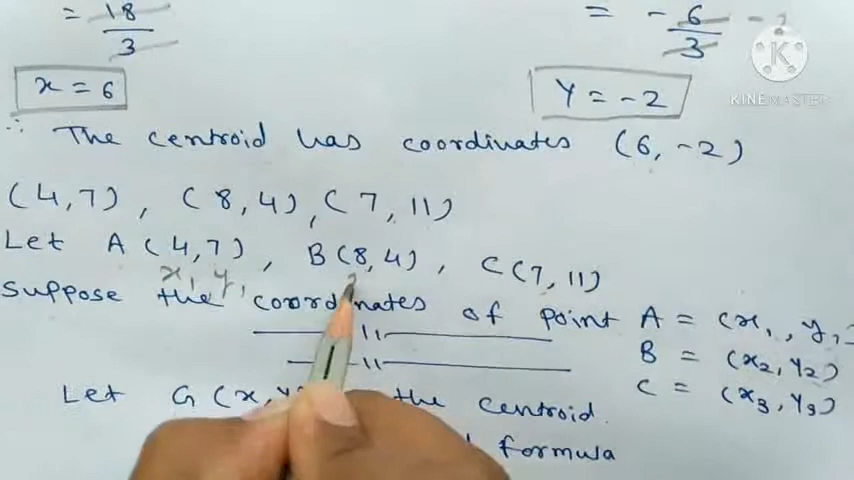 = 18/3
= - 6/3
x = 6
Y = -2
KINEMASTER
∴ The centroid has coordinates (6, -2)
(4,7), (8,4), (7,11)
Let A (4,7), B(8,4), C(7,11)
x, y,
Suppose the coordinates of point A = (x₁, y₁)
〃 B = (x₂, y₂)
〃 C = (x₃, y₃)
Let G (x, y) the centroid.
formula